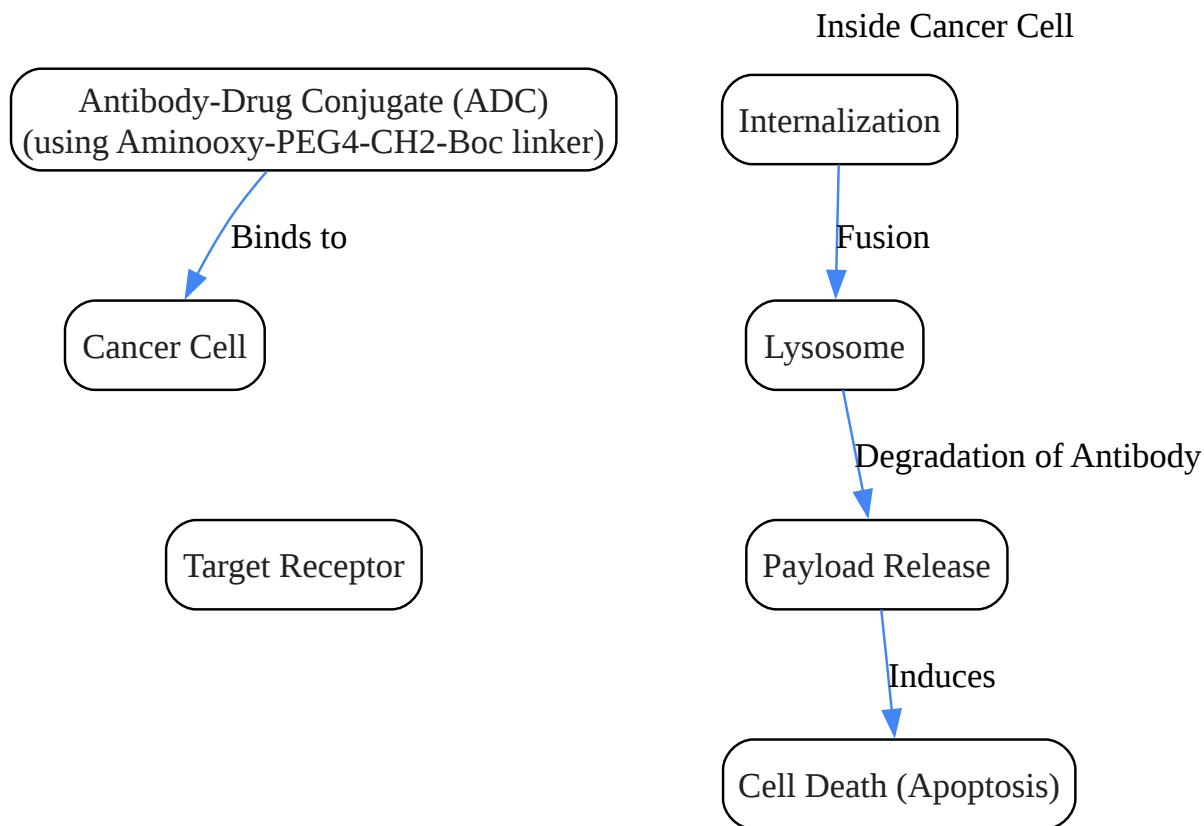 Inside Cancer Cell
Antibody-Drug Conjugate (ADC)
(using Aminooxy-PEG4-CH2-Boc linker)
Binds to
Cancer Cell
Target Receptor
Internalization
Fusion
Lysosome
Degradation of Antibody
Payload Release
Induces
Cell Death (Apoptosis)